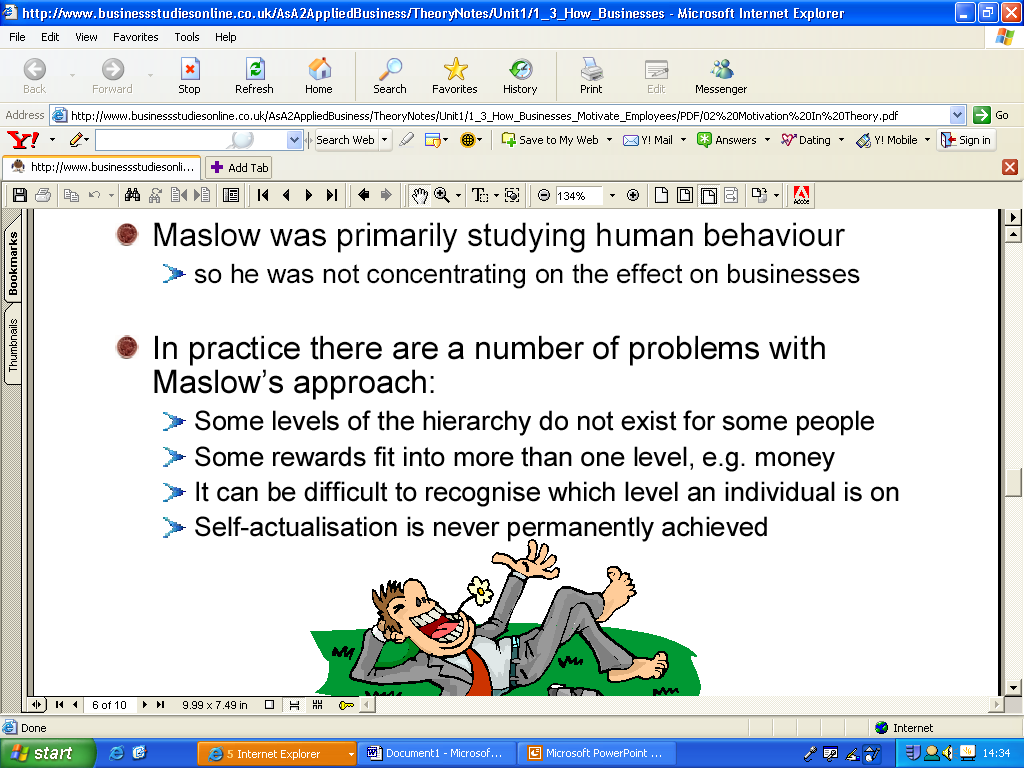 http://www.businessstudiesonline.co.uk/AsA2AppliedBusiness/TheoryNotes/Unit1/1_3_How_Businesses - Microsoft Internet Explorer
File Edit View Favorites Tools Help
Back Forward Stop Refresh Home Search Favorites History Print Edit Messenger
Address http://www.businessstudiesonline.co.uk/AsA2AppliedBusiness/TheoryNotes/Unit1/1_3_How_Businesses_Motivate_Employees/PDF/02%20Motivation%20In%20Theory.pdf Go
Y! Search Web Save to My Web Y! Mail Answers Dating Y! Mobile Sign in
http://www.businessstudiesonli... Add Tab
134% Adobe
Bookmarks
Thumbnails
Maslow was primarily studying human behaviour
so he was not concentrating on the effect on businesses
In practice there are a number of problems with
Maslow's approach:
Some levels of the hierarchy do not exist for some people
Some rewards fit into more than one level, e.g. money
It can be difficult to recognise which level an individual is on
Self-actualisation is never permanently achieved
6 of 10 9.99 x 7.49 in
Done Internet
start 5 Internet Explorer Document1 - Microsof... Microsoft PowerPoint ... 14:34